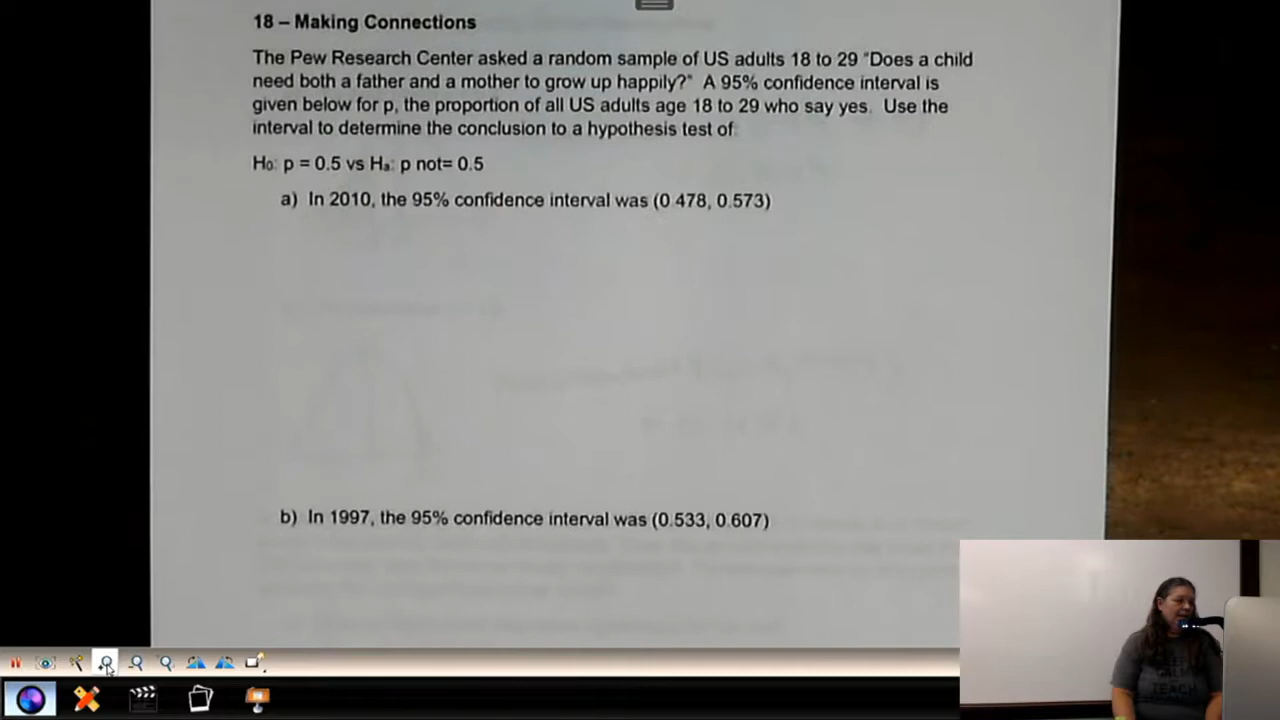 18 – Making Connections
The Pew Research Center asked a random sample of US adults 18 to 29 "Does a child
need both a father and a mother to grow up happily?" A 95% confidence interval is
given below for p, the proportion of all US adults age 18 to 29 who say yes. Use the
interval to determine the conclusion to a hypothesis test of:
H₀: p = 0.5 vs Hₐ: p not= 0.5
a) In 2010, the 95% confidence interval was (0.478, 0.573)
b) In 1997, the 95% confidence interval was (0.533, 0.607)
KEEP
CALM
TEACH